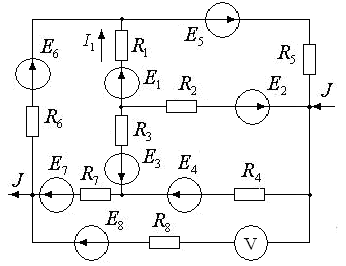 I₁
R₁
E₅
E₆
R₅
E₁
R₂
E₂
J
R₆
R₃
E₃
E₇
R₇
E₄
R₄
J
E₈
R₈
V